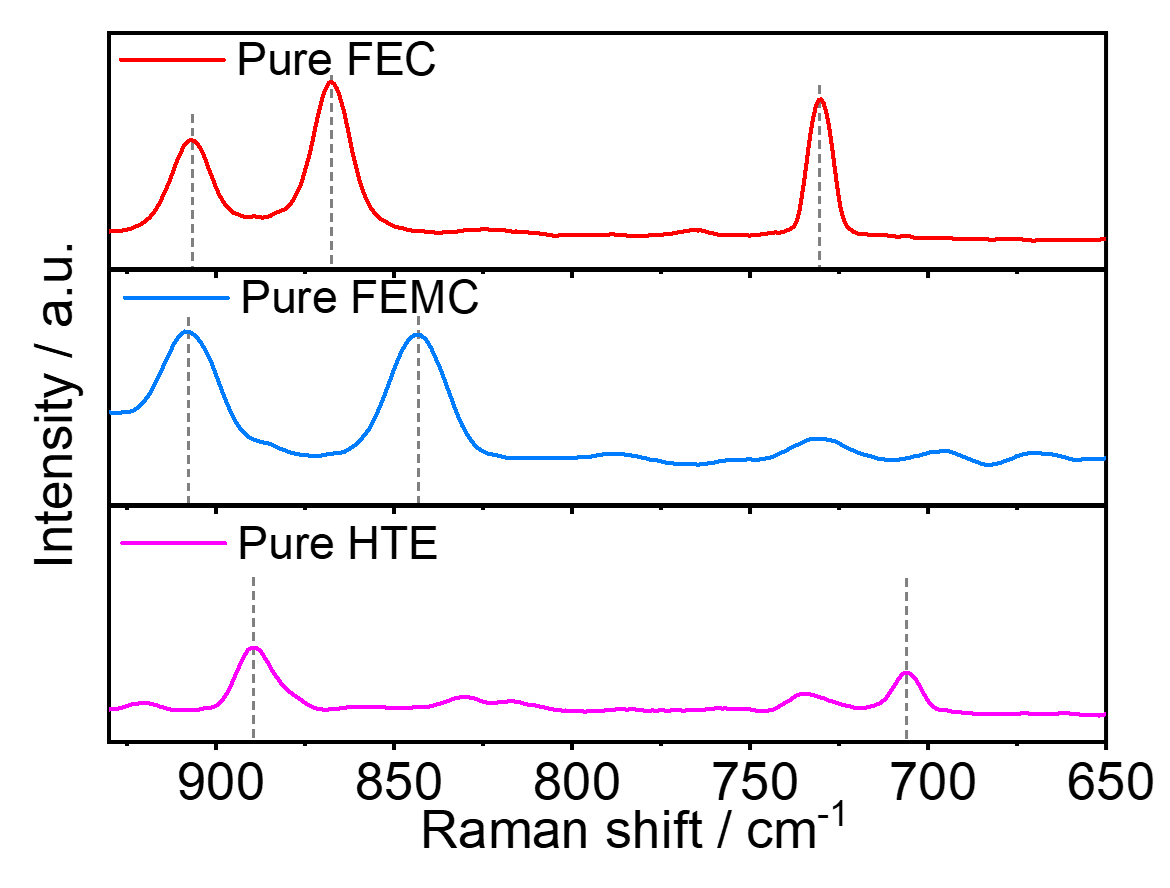 Pure FEC
Pure FEMC
Pure HTE
Intensity / a.u.
900 850 800 750 700 650
Raman shift / cm-1